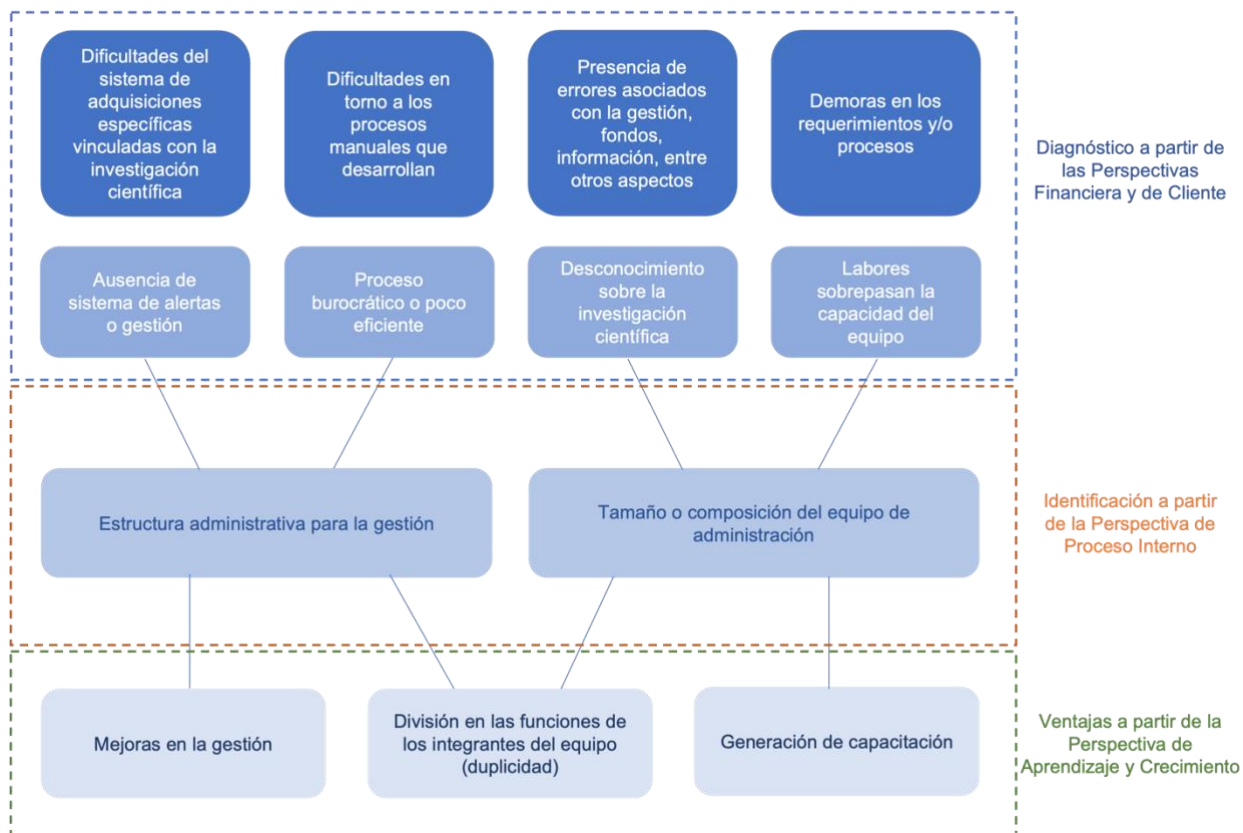 Dificultades del
sistema de
adquisiciones
específicas
vinculadas con la
investigación
científica
Dificultades en
torno a los
procesos
manuales que
desarrollan
Presencia de
errores asociados
con la gestión,
fondos,
información, entre
otros aspectos
Demoras en los
requerimientos y/o
procesos
Diagnóstico a partir de
las Perspectivas
Financiera y de Cliente
Ausencia de
sistema de alertas
o gestión
Proceso
burocrático o poco
eficiente
Desconocimiento
sobre la
investigación
científica
Labores
sobrepasan la
capacidad del
equipo
Estructura administrativa para la gestión
Tamaño o composición del equipo de
administración
Identificación a partir
de la Perspectiva de
Proceso Interno
Mejoras en la gestión
División en las funciones de
los integrantes del equipo
(duplicidad)
Generación de capacitación
Ventajas a partir de la
Perspectiva de
Aprendizaje y Crecimiento